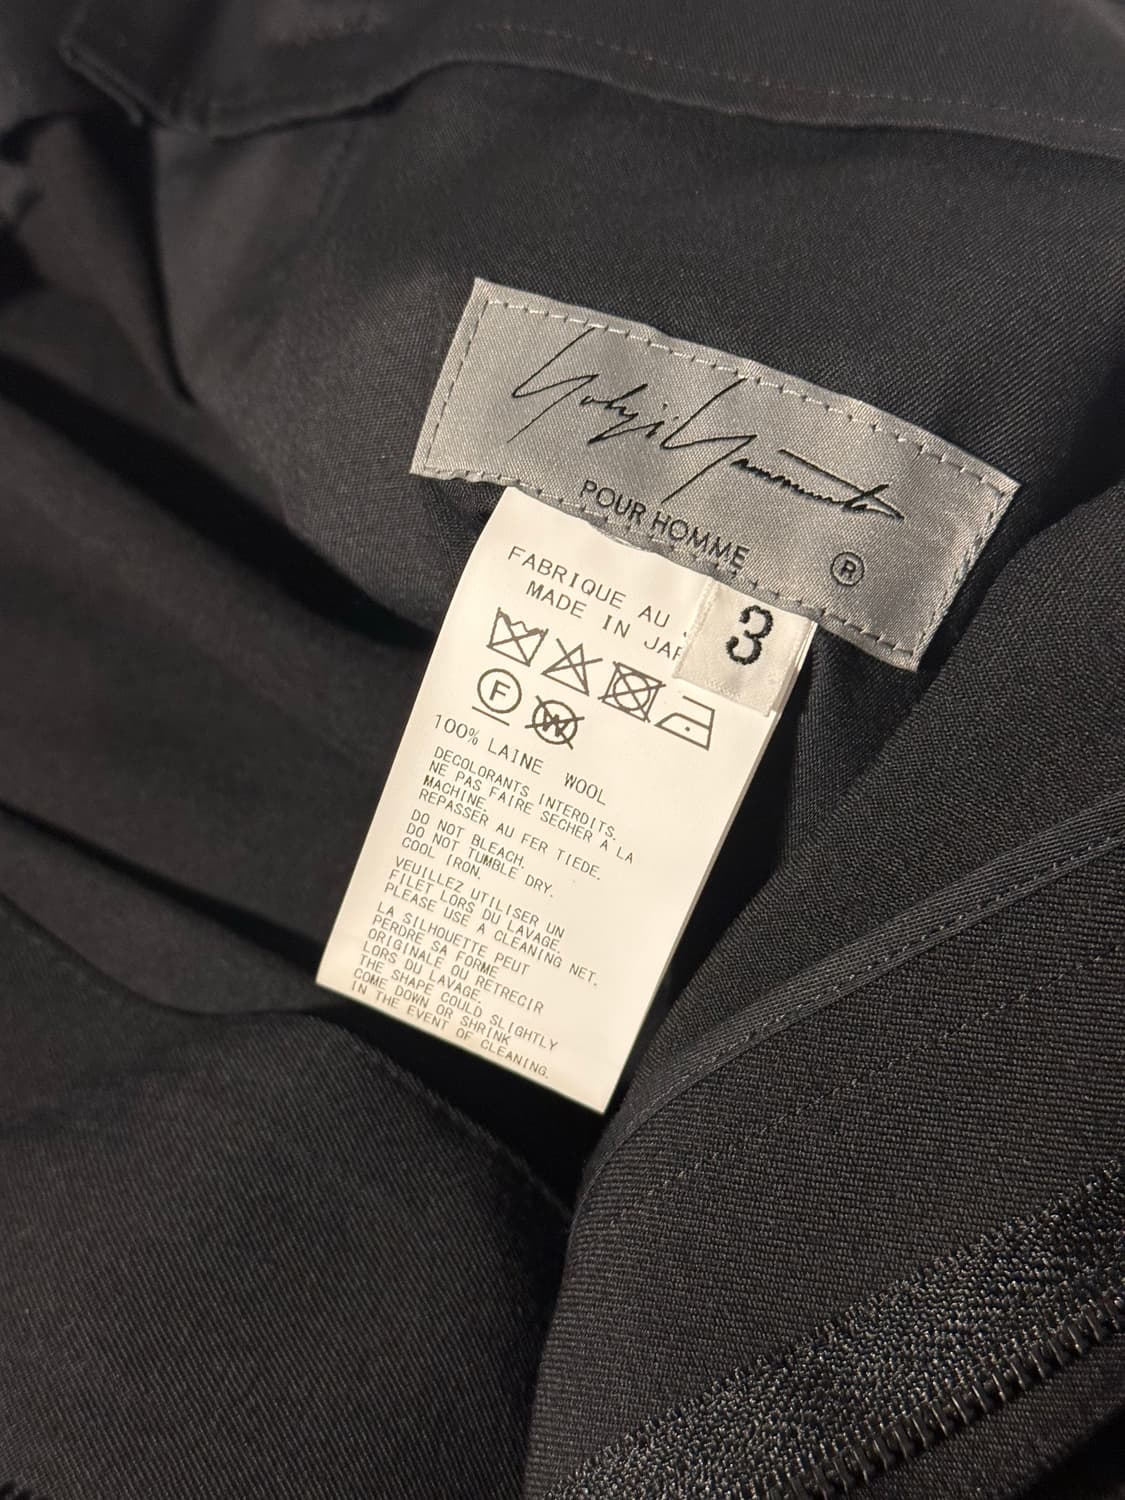 Yohji Yamamoto
POUR HOMME ®
3
FABRIQUE AU
MADE IN JAP
F
W
100% LAINE WOOL
DECOLORANTS INTERDITS.
NE PAS FAIRE SECHER A LA
MACHINE.
REPASSER AU FER TIEDE.
DO NOT BLEACH.
DO NOT TUMBLE DRY.
COOL IRON.
VEUILLEZ UTILISER UN
FILET LORS DU LAVAGE.
PLEASE USE A CLEANING NET.
LA SILHOUETTE PEUT
PERDRE SA FORME
ORIGINALE OU RETRECIR
LORS DU LAVAGE.
THE SHAPE COULD SLIGHTLY
COME DOWN OR SHRINK
IN THE EVENT OF CLEANING.